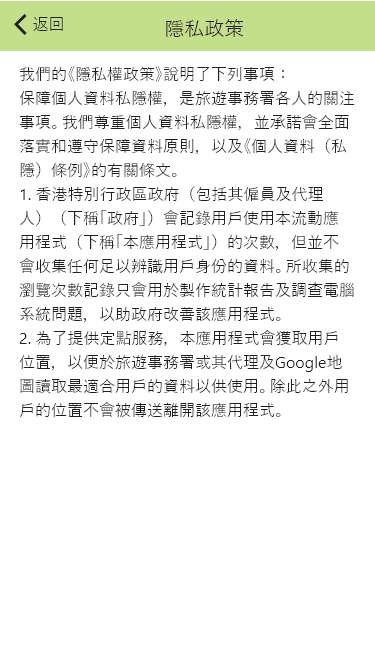 返回
隱私政策
我們的《隱私權政策》說明了下列事項：
保障個人資料私隱權，是旅遊事務署各人的關注
事項。我們尊重個人資料私隱權，並承諾會全面
落實和遵守保障資料原則，以及《個人資料（私
隱）條例》的有關條文。
1. 香港特別行政區政府（包括其僱員及代理
人）（下稱「政府」）會記錄用戶使用本流動應
用程式（下稱「本應用程式」）的次數，但並不
會收集任何足以辨識用戶身份的資料。所收集的
瀏覽次數記錄只會用於製作統計報告及調查電腦
系統問題，以助政府改善該應用程式。
2. 為了提供定點服務，本應用程式會獲取用戶
位置，以便於旅遊事務署或其代理及Google地
圖讀取最適合用戶的資料以供使用。除此之外用
戶的位置不會被傳送離開該應用程式。